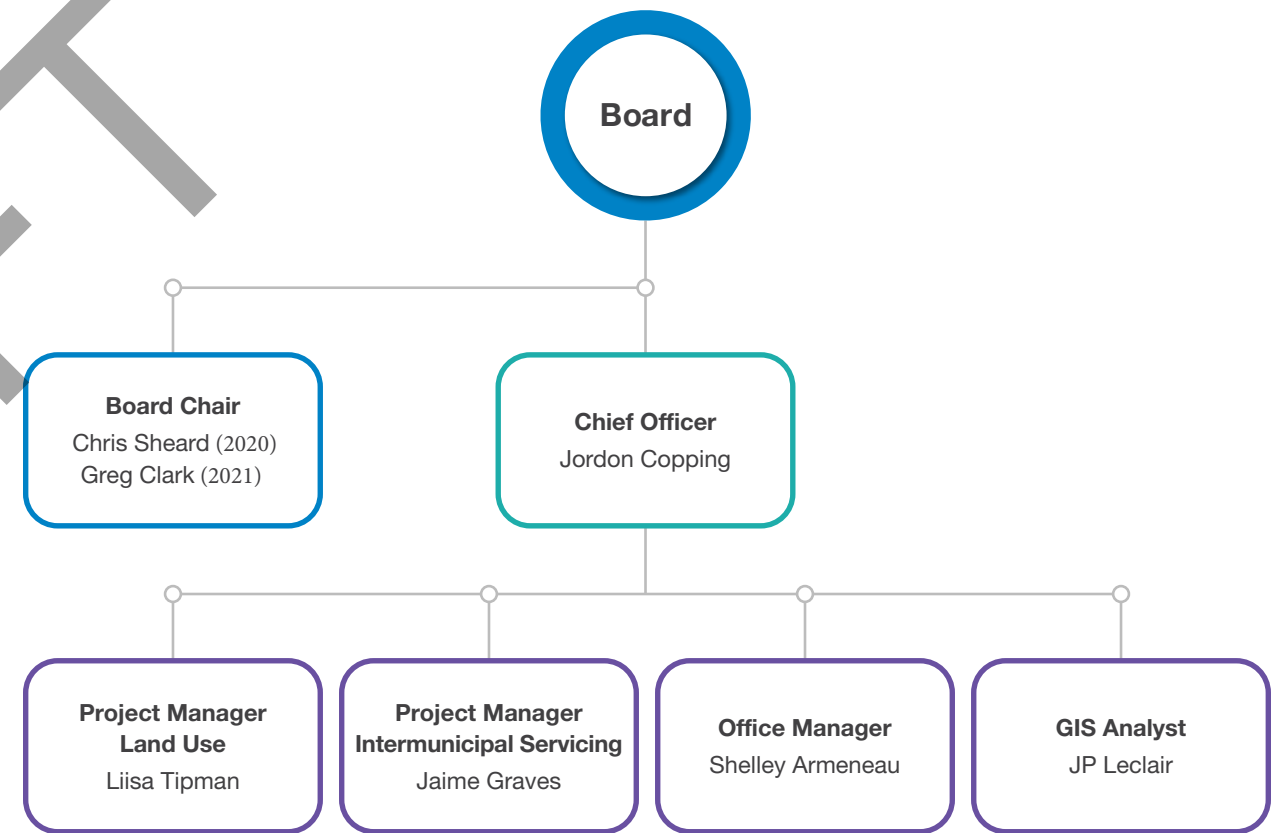 Board
Board Chair
Chris Sheard (2020)
Greg Clark (2021)
Chief Officer
Jordon Copping
Project Manager
Land Use
Liisa Tipman
Project Manager
Intermunicipal Servicing
Jaime Graves
Office Manager
Shelley Armeneau
GIS Analyst
JP Leclair